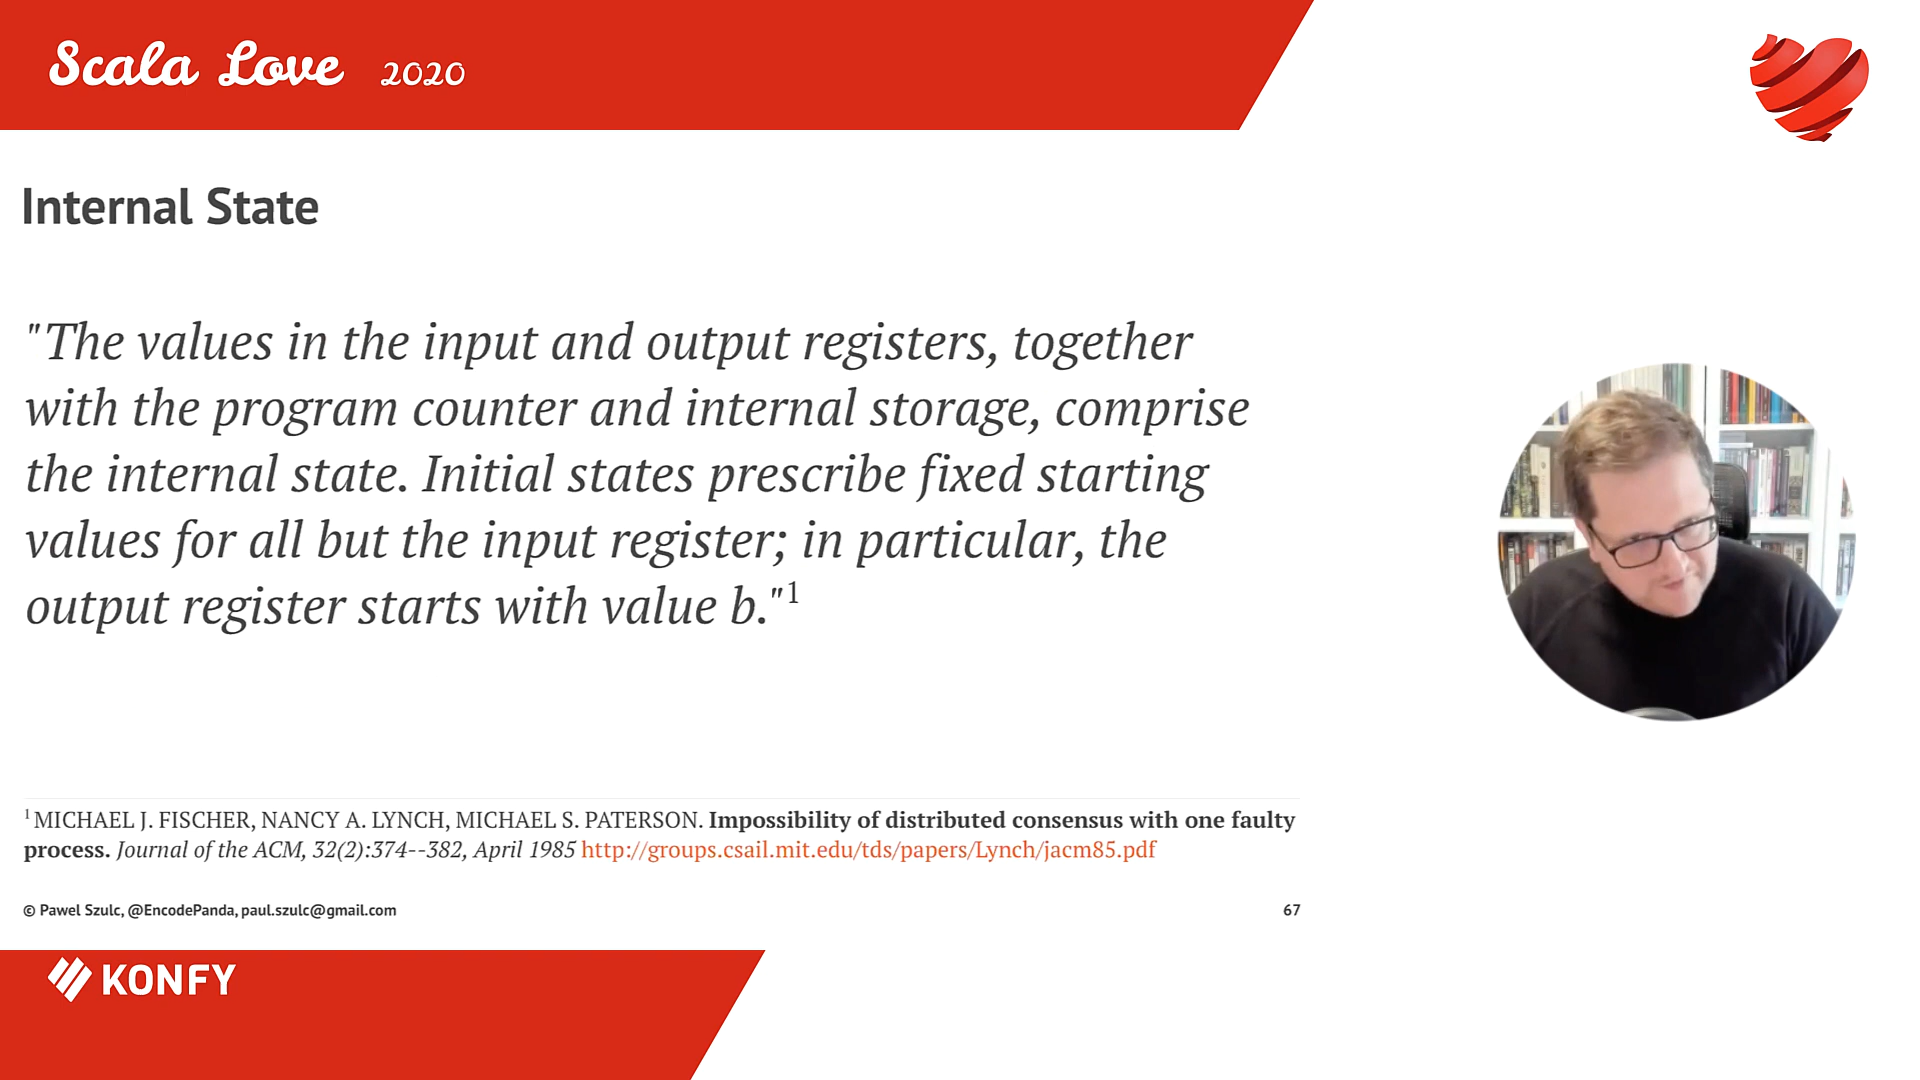 Scala Love 2020
Internal State
"The values in the input and output registers, together
with the program counter and internal storage, comprise
the internal state. Initial states prescribe fixed starting
values for all but the input register; in particular, the
output register starts with value b."1
1 MICHAEL J. FISCHER, NANCY A. LYNCH, MICHAEL S. PATERSON. Impossibility of distributed consensus with one faulty
process. Journal of the ACM, 32(2):374--382, April 1985 http://groups.csail.mit.edu/tds/papers/Lynch/jacm85.pdf
© Pawel Szulc, @EncodePanda, paul.szulc@gmail.com
67
KONFY